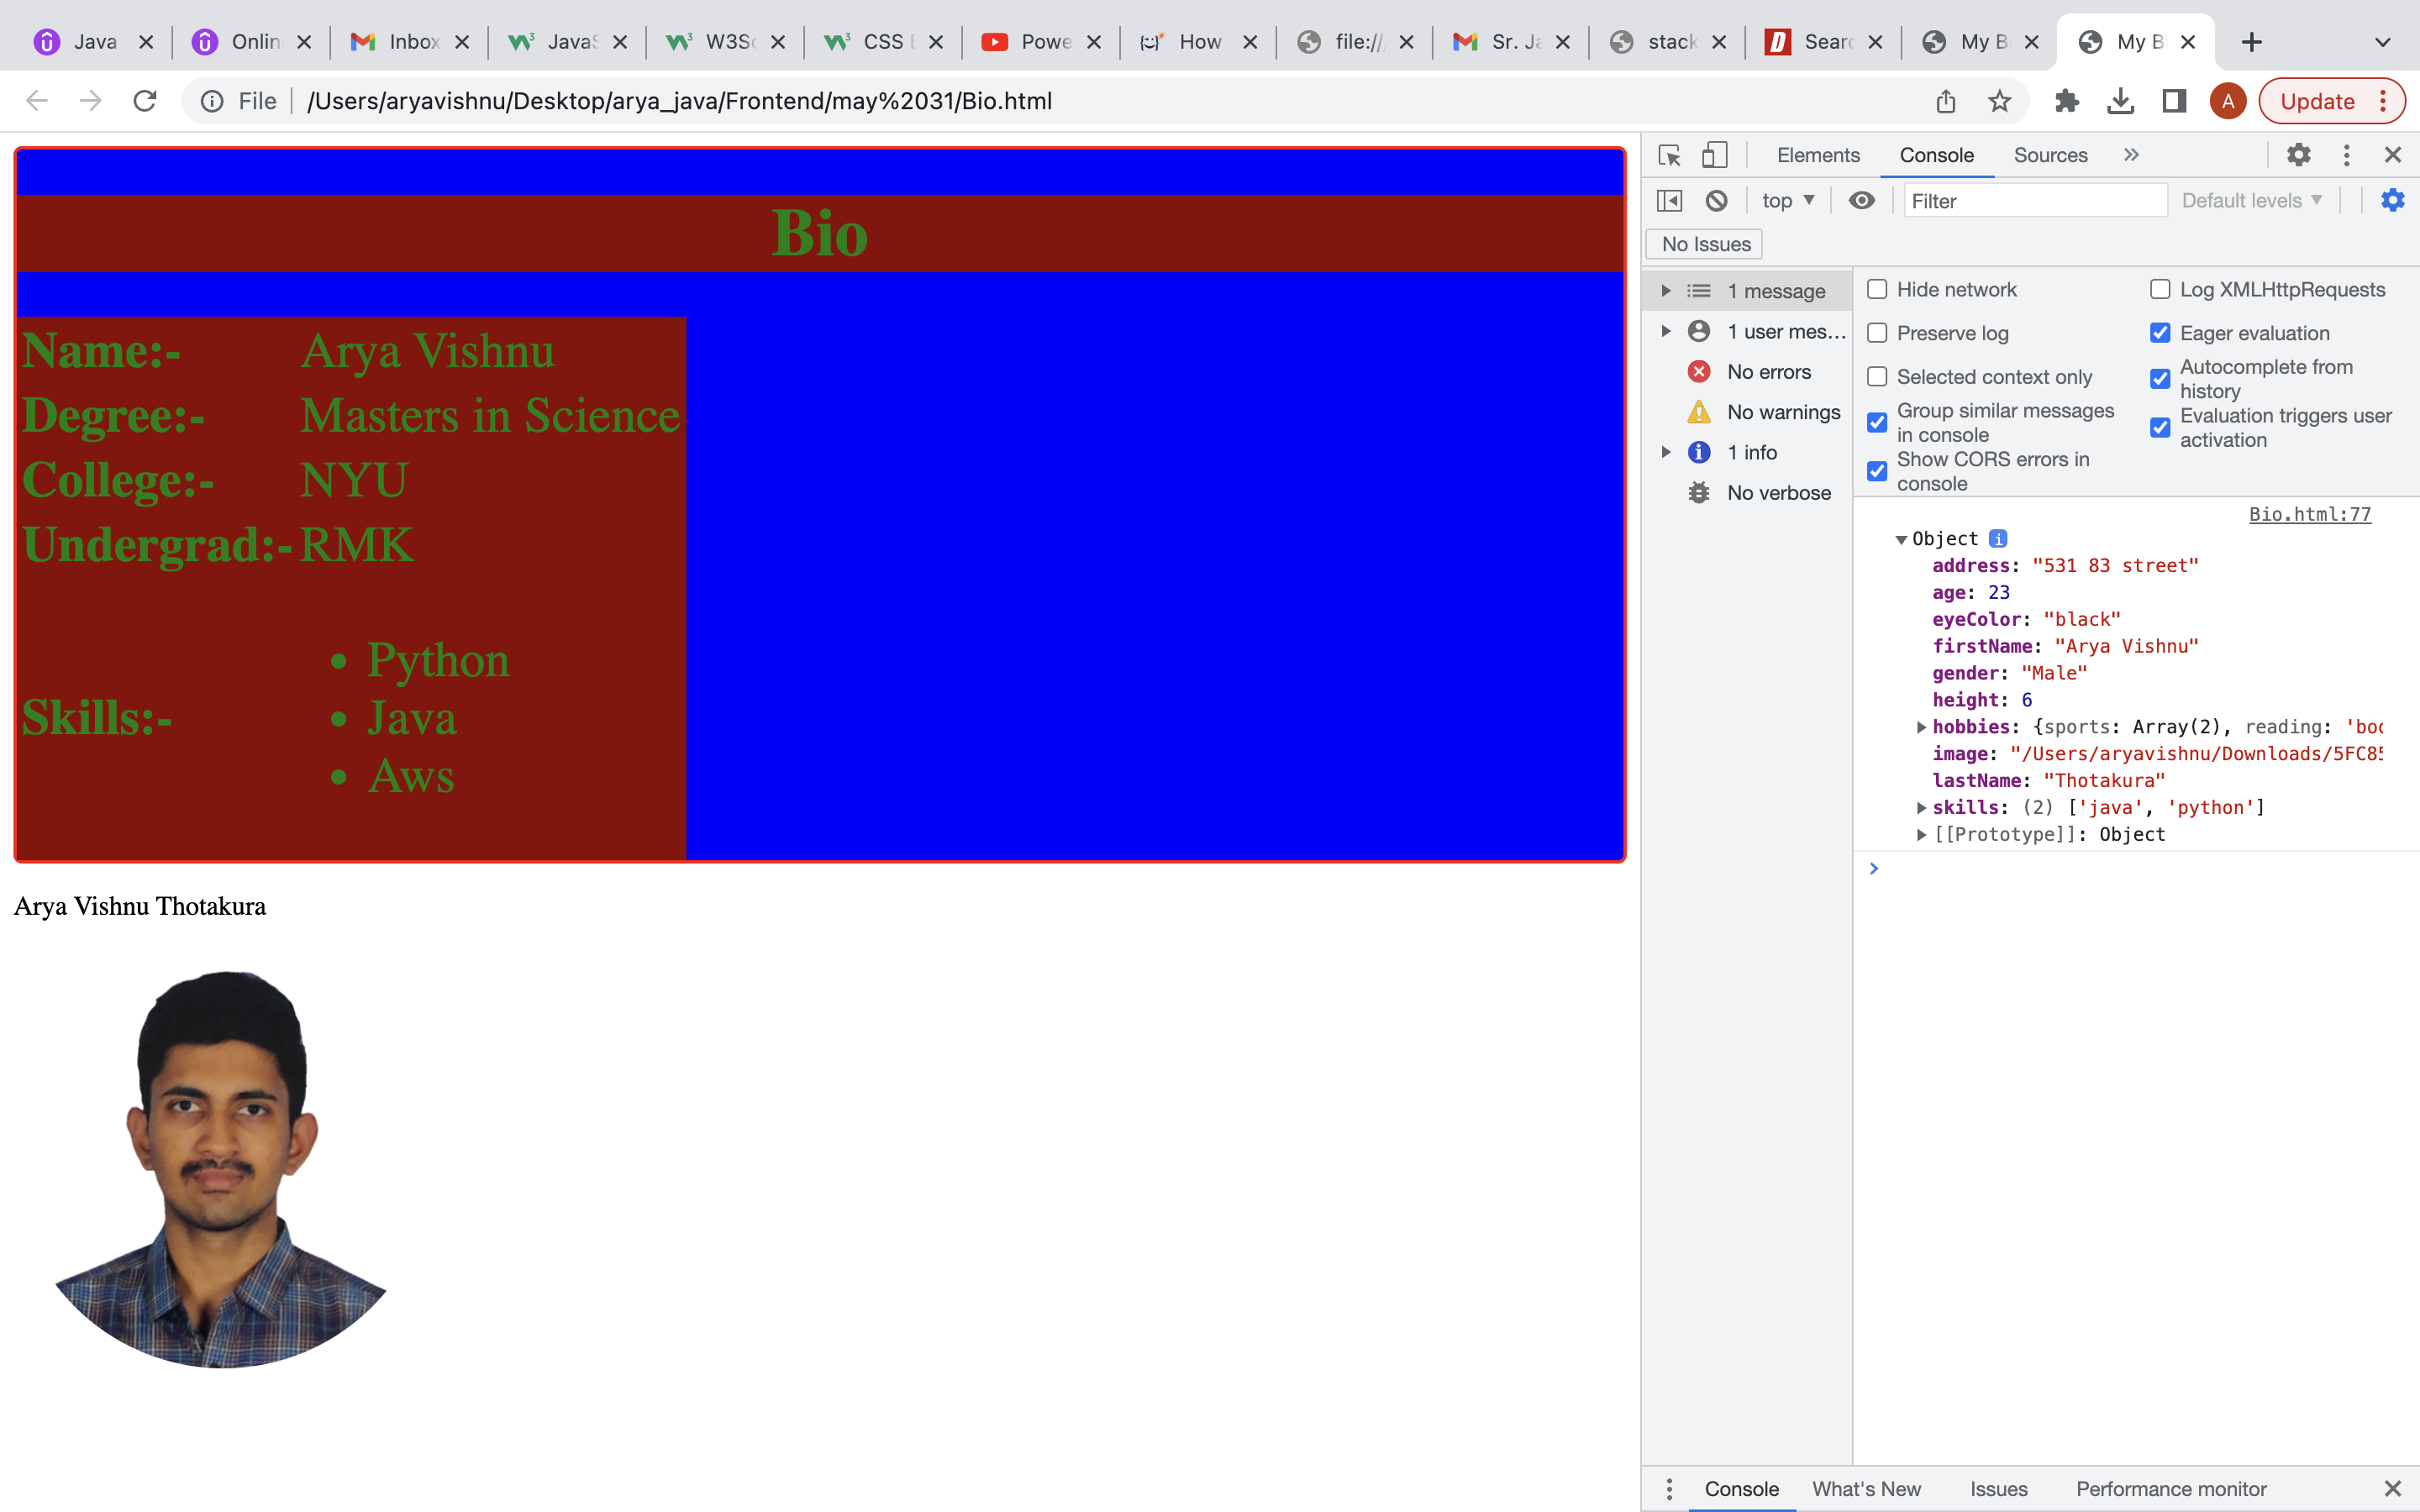 Java
Onlin
Inbox
JavaS
W3Sc
CSS
Powe
How
file://
Sr. Ja
stack
Searc
My B
My B
File /Users/aryavishnu/Desktop/arya_java/Frontend/may%2031/Bio.html
A
Update
Bio
Name:- Arya Vishnu
Degree:- Masters in Science
College:- NYU
Undergrad:- RMK
Skills:-
• Python
• Java
• Aws
Arya Vishnu Thotakura
Elements Console Sources »
top ▼ Filter Default levels ▼
No Issues
1 message
1 user mes...
No errors
No warnings
1 info
No verbose
Hide network
Log XMLHttpRequests
Preserve log
Eager evaluation
Selected context only
Autocomplete from
history
Group similar messages
in console
Evaluation triggers user
activation
Show CORS errors in
console
Bio.html:77
▼Object i
address: "531 83 street"
age: 23
eyeColor: "black"
firstName: "Arya Vishnu"
gender: "Male"
height: 6
▶hobbies: {sports: Array(2), reading: 'boo
image: "/Users/aryavishnu/Downloads/5FC85
lastName: "Thotakura"
▶skills: (2) ['java', 'python']
▶[[Prototype]]: Object
>
Console What's New Issues Performance monitor